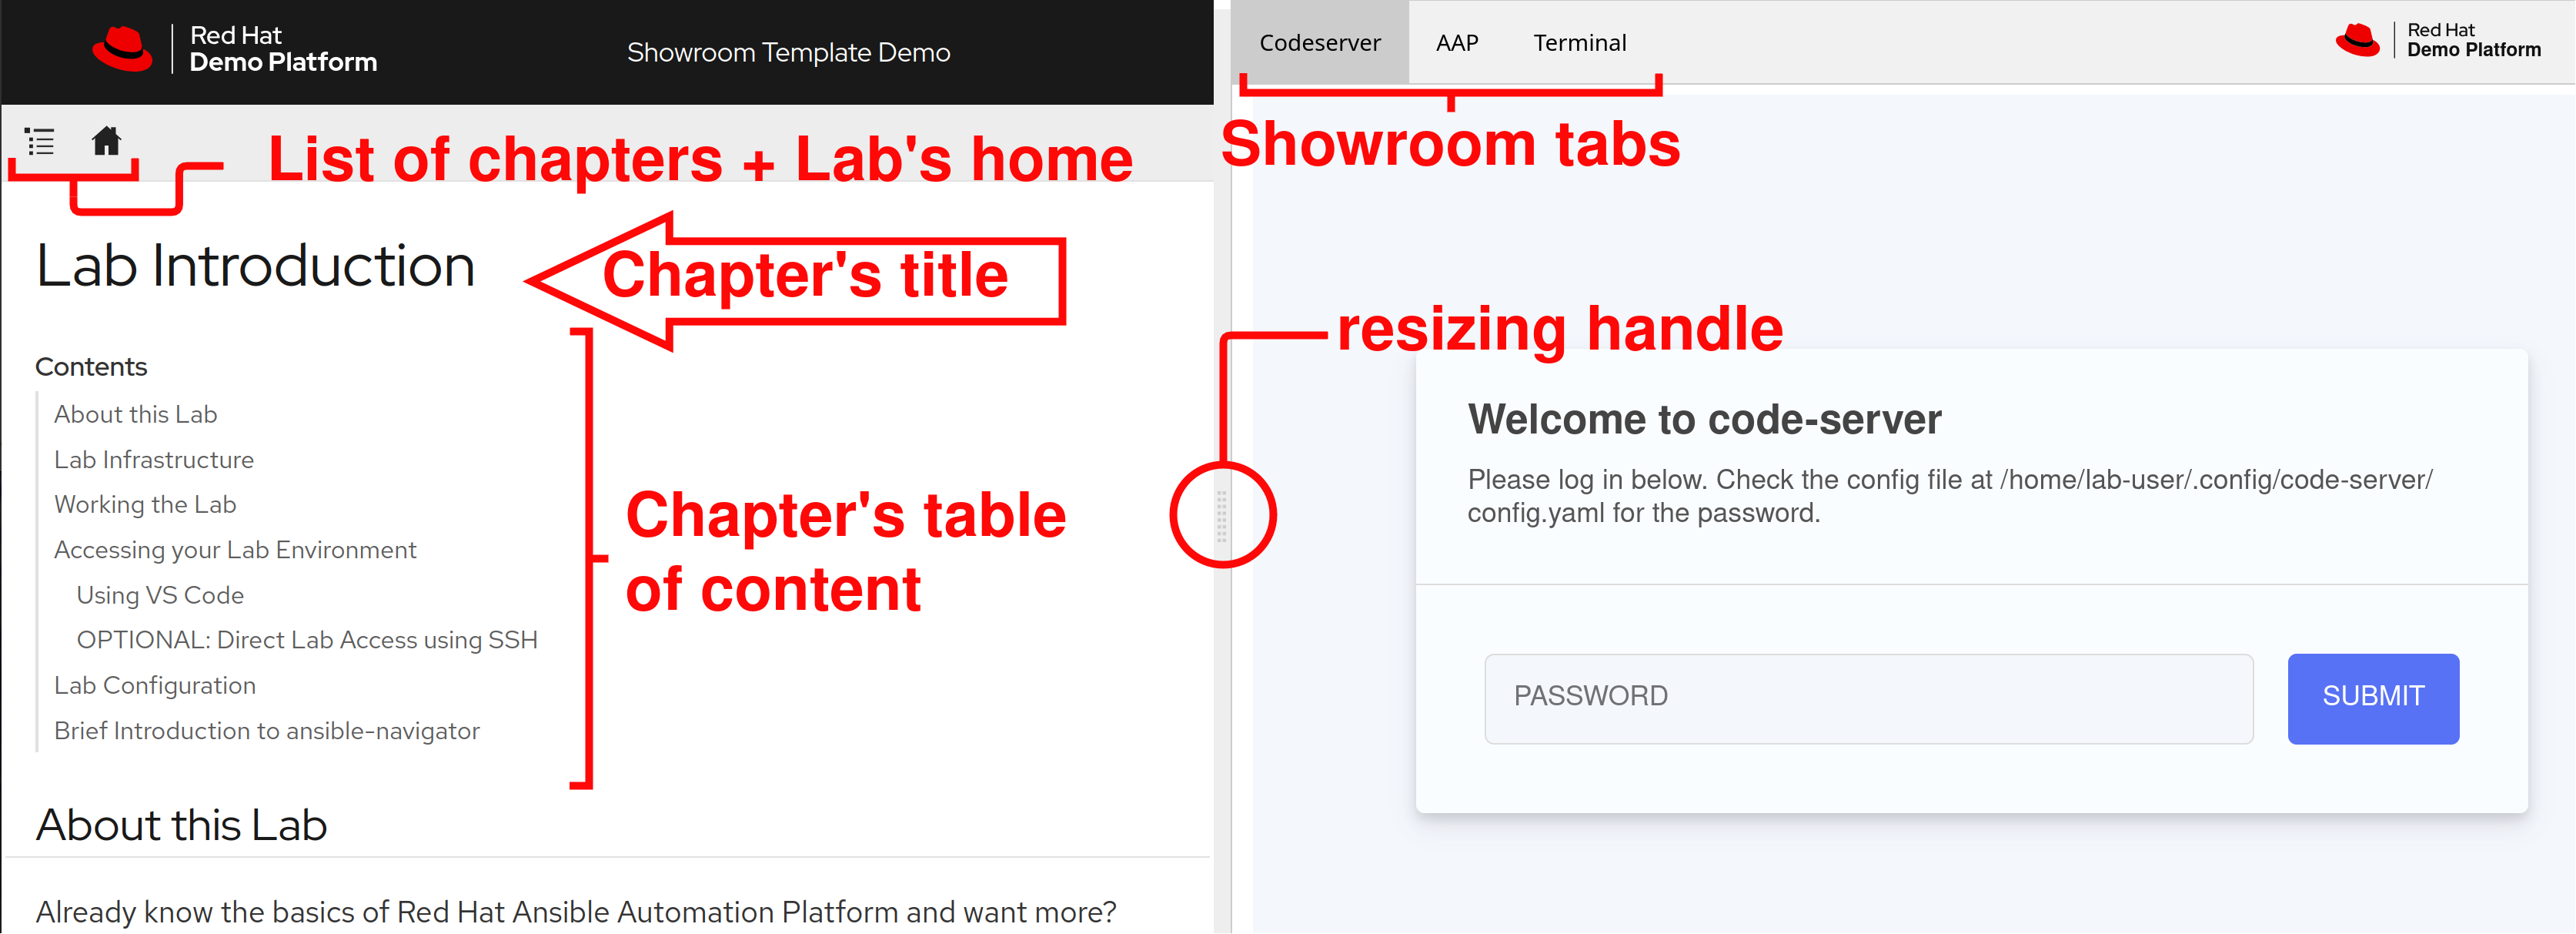 Red Hat
Demo Platform
Showroom Template Demo
List of chapters + Lab's home
Lab Introduction
Chapter's title
Contents
About this Lab
Lab Infrastructure
Working the Lab
Accessing your Lab Environment
Using VS Code
OPTIONAL: Direct Lab Access using SSH
Lab Configuration
Brief Introduction to ansible-navigator
Chapter's table
of content
About this Lab
Already know the basics of Red Hat Ansible Automation Platform and want more?
Codeserver
AAP
Terminal
Red Hat
Demo Platform
Showroom tabs
resizing handle
Welcome to code-server
Please log in below. Check the config file at /home/lab-user/.config/code-server/
config.yaml for the password.
PASSWORD
SUBMIT